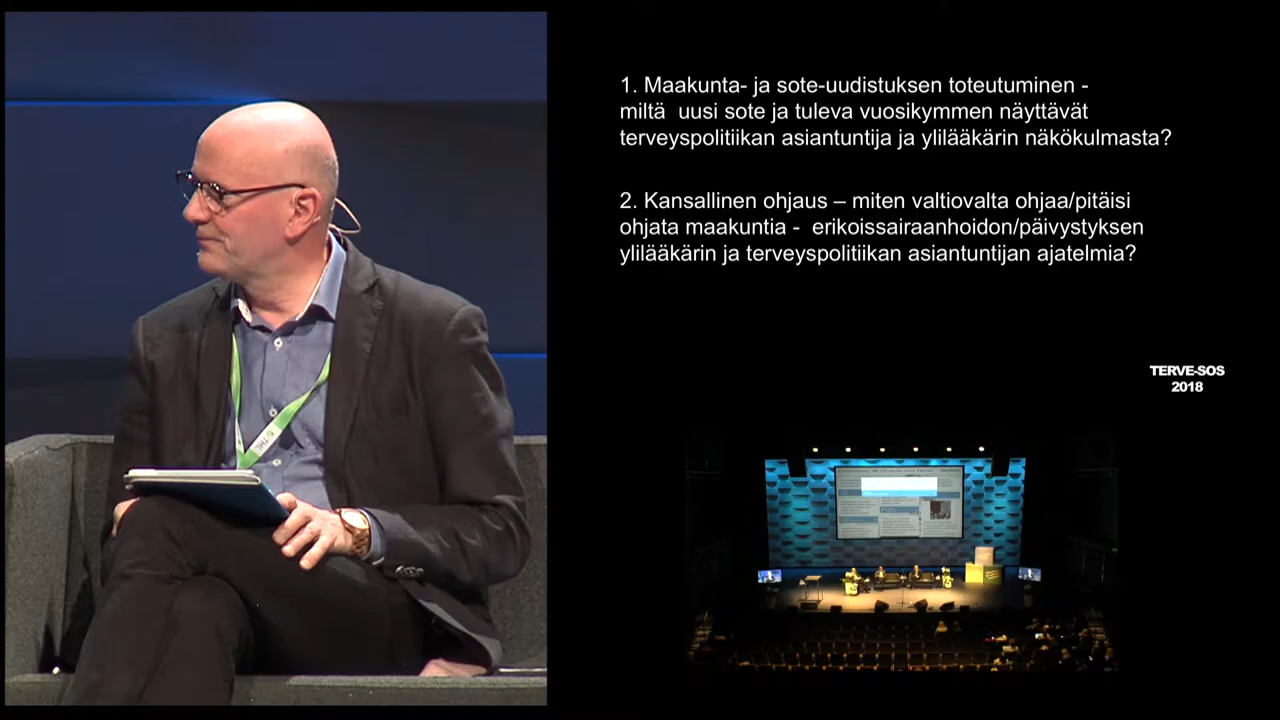 1. Maakunta- ja sote-uudistuksen toteutuminen -
miltä uusi sote ja tuleva vuosikymmen näyttävät
terveyspolitiikan asiantuntija ja ylilääkärin näkökulmasta?
2. Kansallinen ohjaus – miten valtiovalta ohjaa/pitäisi
ohjata maakuntia - erikoissairaanhoidon/päivystyksen
ylilääkärin ja terveyspolitiikan asiantuntijan ajatelmia?
TERVE-SOS
2018
THL